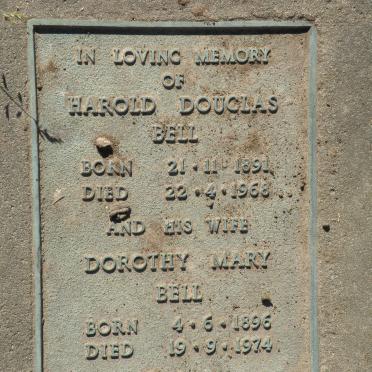 IN LOVING MEMORY
OF
HAROLD DOUGLAS
BELL
BORN 21·11·1891
DIED 22·4·1968
AND HIS WIFE
DOROTHY MARY
BELL
BORN 4·6·1896
DIED 19·9·1974